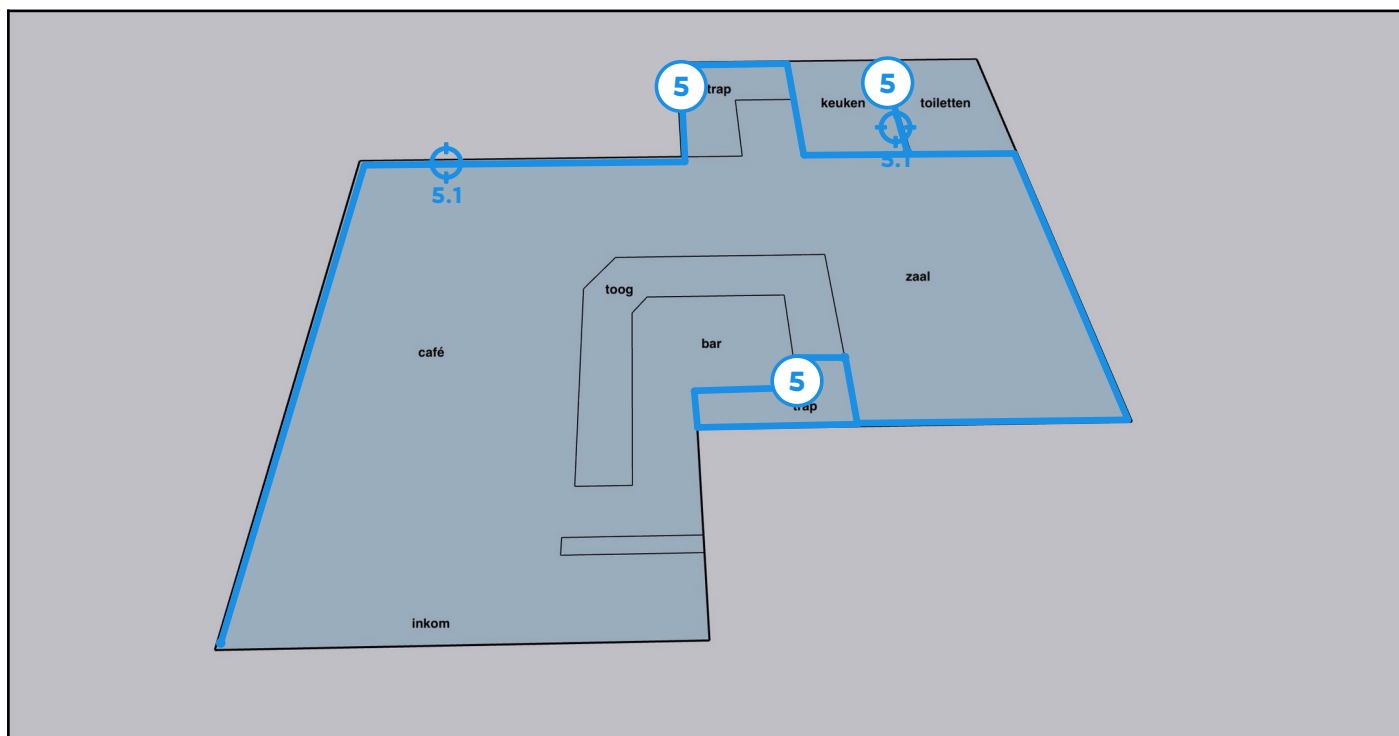 5
trap
5
keuken
toiletten
5.1
5.1
zaal
toog
bar
café
5
trap
inkom